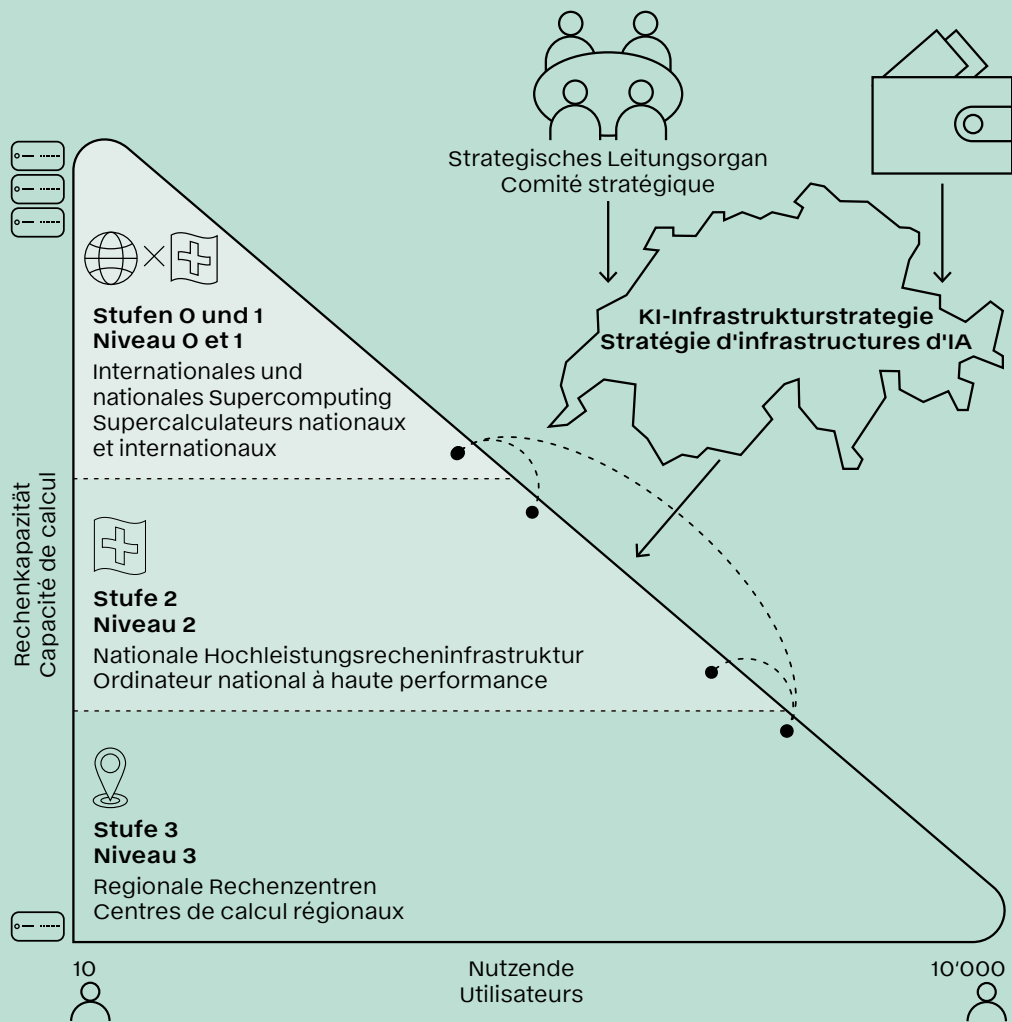 Strategisches Leitungsorgan
Comité stratégique
KI-Infrastrukturstrategie
Stratégie d'infrastructures d'IA
Rechenkapazität
Capacité de calcul
Stufen 0 und 1
Niveau 0 et 1
Internationales und
nationales Supercomputing
Supercalculateurs nationaux
et internationaux
Stufe 2
Niveau 2
Nationale Hochleistungsrecheninfrastruktur
Ordinateur national à haute performance
Stufe 3
Niveau 3
Regionale Rechenzentren
Centres de calcul régionaux
10
Nutzende
Utilisateurs
10'000